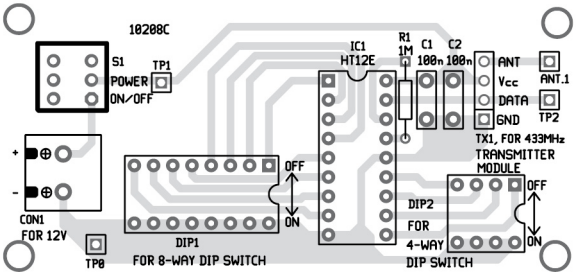 10208C
S1
POWER
ON/OFF
TP1
IC1
HT12E
R1
1M
C1
100n
C2
100n
ANT
Vcc
DATA
GND
ANT.1
TP2
TX1, FOR 433MHz
TRANSMITTER
MODULE
+
-
CON1
FOR 12V
TP0
OFF
ON
DIP1
FOR 8-WAY DIP SWITCH
DIP2
FOR
4-WAY
DIP SWITCH
OFF
ON